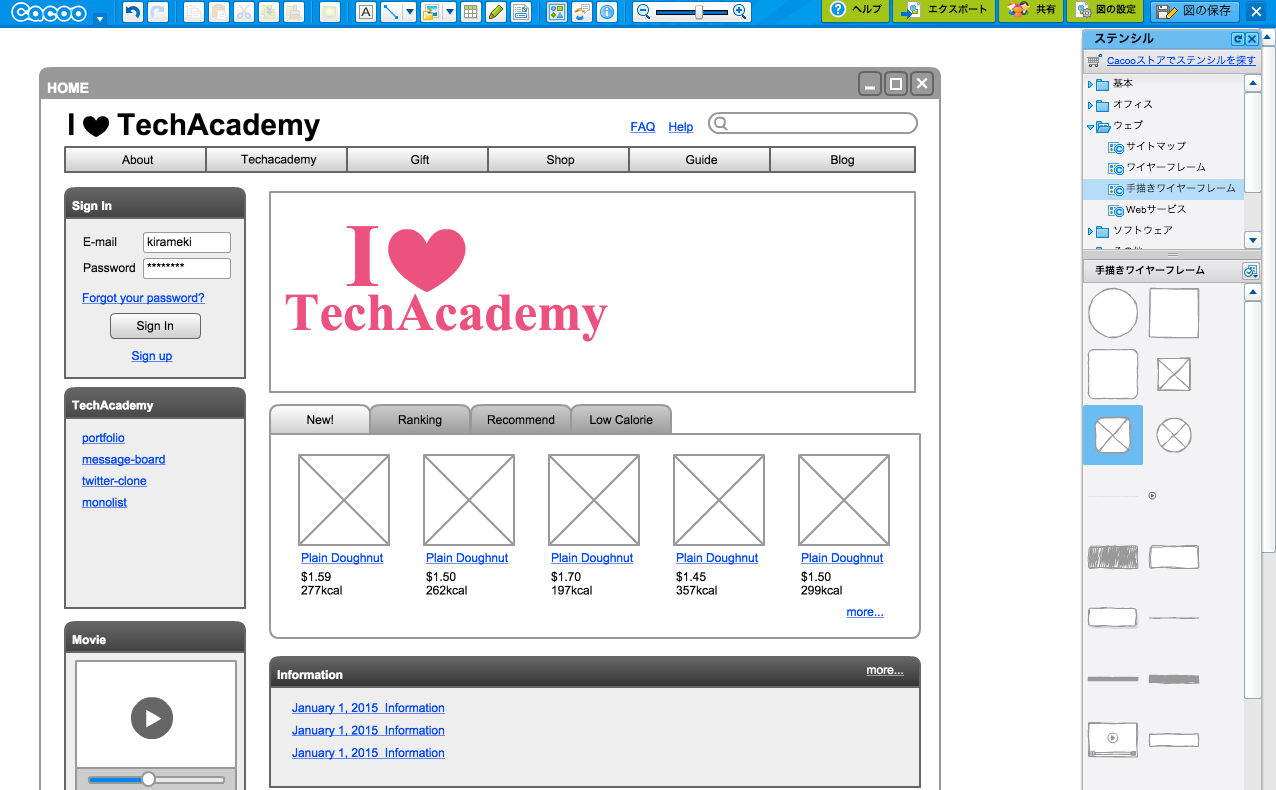 Cacoo
ヘルプ
エクスポート
共有
図の設定
図の保存
HOME
I TechAcademy
FAQ Help
About Techacademy Gift Shop Guide Blog
Sign In
E-mail kirameki
Password ********
Forgot your password?
Sign In
Sign up
I
TechAcademy
TechAcademy
portfolio
message-board
twitter-clone
monolist
New! Ranking Recommend Low Calorie
Plain Doughnut Plain Doughnut Plain Doughnut Plain Doughnut Plain Doughnut
$1.59 $1.50 $1.70 $1.45 $1.50
277kcal 262kcal 197kcal 357kcal 299kcal
more...
Movie
Information more...
January 1, 2015 Information
January 1, 2015 Information
January 1, 2015 Information
ステンシル
Cacooストアでステンシルを探す
基本
オフィス
ウェブ
サイトマップ
ワイヤーフレーム
手描きワイヤーフレーム
Webサービス
ソフトウェア
手描きワイヤーフレーム